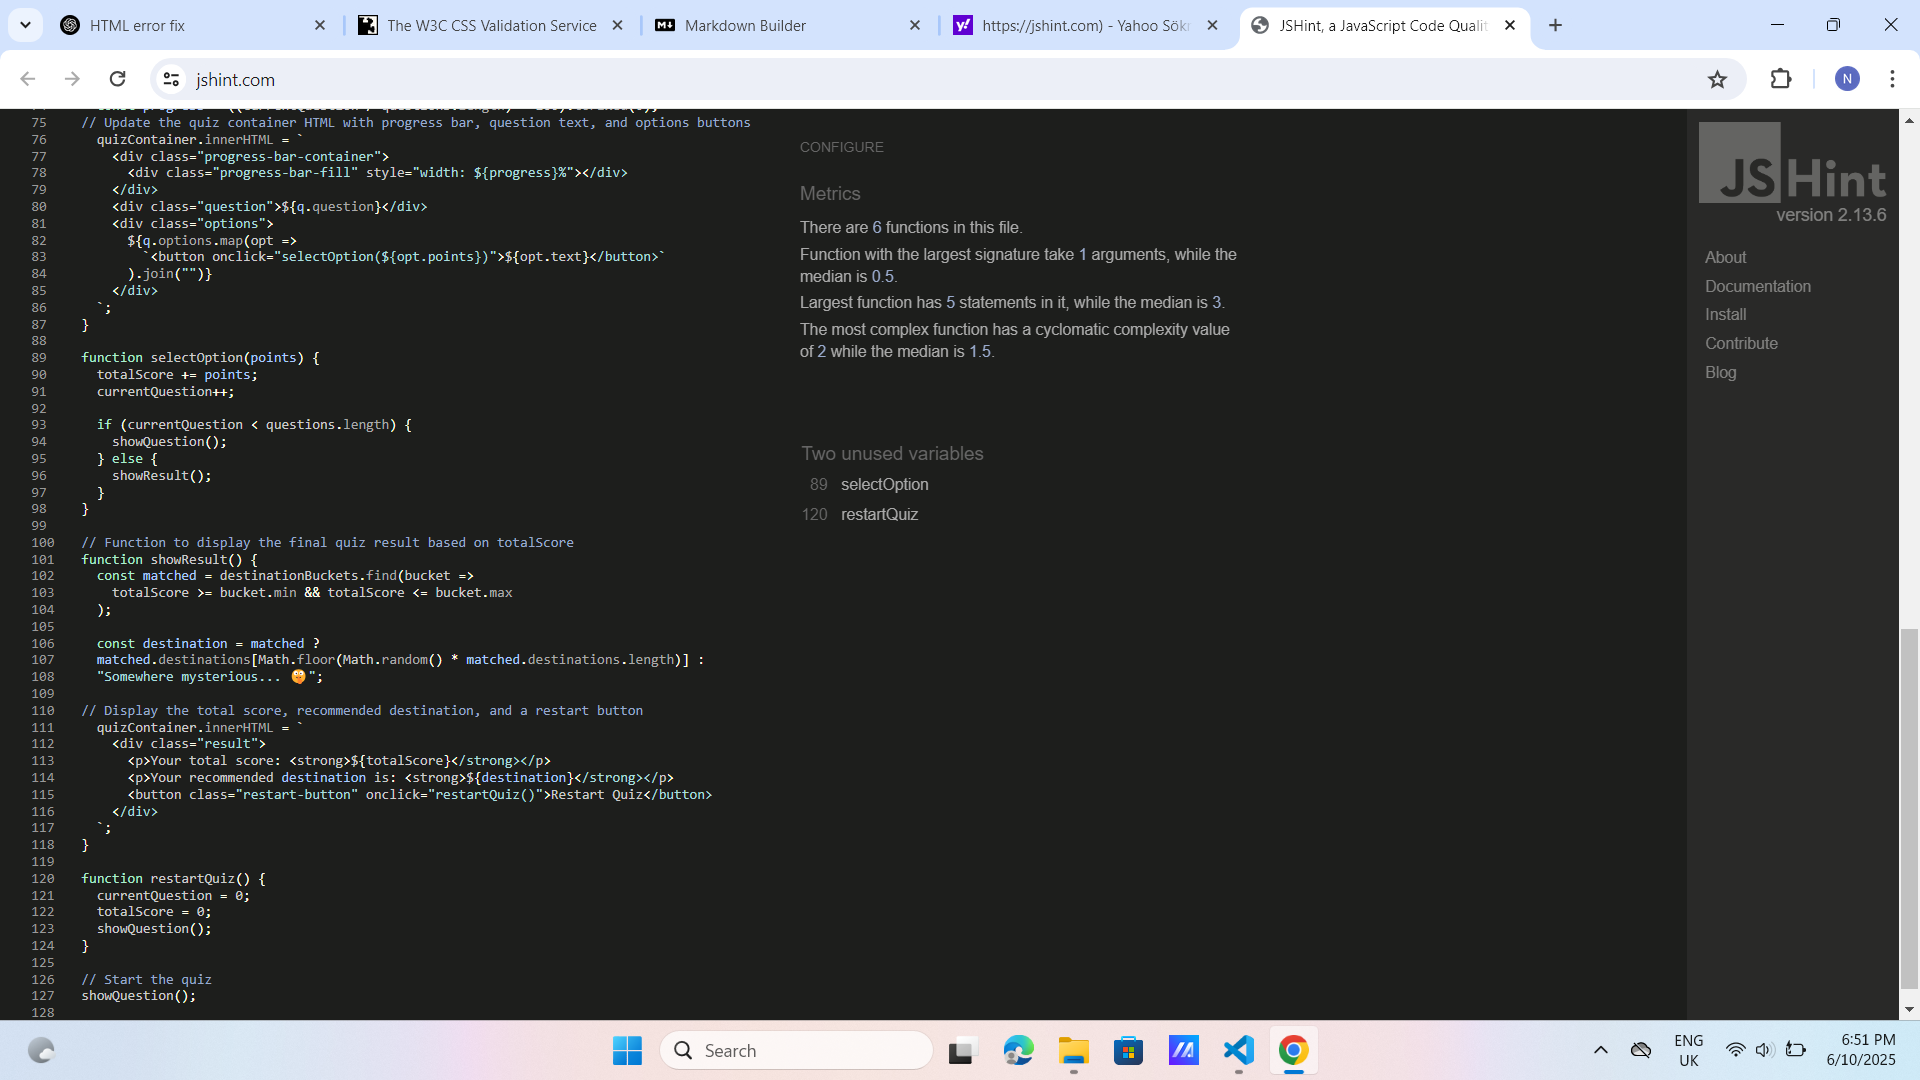 HTML error fix
The W3C CSS Validation Service
Markdown Builder
https://jshint.com) - Yahoo Sökr
JSHint, a JavaScript Code Qualit
jshint.com
N
75 // Update the quiz container HTML with progress bar, question text, and options buttons
76 quizContainer.innerHTML = `
77 <div class="progress-bar-container">
78 <div class="progress-bar-fill" style="width: ${progress}%"></div>
79 </div>
80 <div class="question">${q.question}</div>
81 <div class="options">
82 ${q.options.map(opt =>
83 `<button onclick="selectOption(${opt.points})">${opt.text}</button>`
84 ).join("")}
85 </div>
86 `;
87 }
88
89 function selectOption(points) {
90 totalScore += points;
91 currentQuestion++;
92
93 if (currentQuestion < questions.length) {
94 showQuestion();
95 } else {
96 showResult();
97 }
98 }
99
100 // Function to display the final quiz result based on totalScore
101 function showResult() {
102 const matched = destinationBuckets.find(bucket =>
103 totalScore >= bucket.min && totalScore <= bucket.max
104 );
105
106 const destination = matched ?
107 matched.destinations[Math.floor(Math.random() * matched.destinations.length)] :
108 "Somewhere mysterious... 🤪";
109
110 // Display the total score, recommended destination, and a restart button
111 quizContainer.innerHTML = `
112 <div class="result">
113 <p>Your total score: <strong>${totalScore}</strong></p>
114 <p>Your recommended destination is: <strong>${destination}</strong></p>
115 <button class="restart-button" onclick="restartQuiz()">Restart Quiz</button>
116 </div>
117 `;
118 }
119
120 function restartQuiz() {
121 currentQuestion = 0;
122 totalScore = 0;
123 showQuestion();
124 }
125
126 // Start the quiz
127 showQuestion();
128
CONFIGURE
Metrics
There are 6 functions in this file.
Function with the largest signature take 1 arguments, while the
median is 0.5.
Largest function has 5 statements in it, while the median is 3.
The most complex function has a cyclomatic complexity value
of 2 while the median is 1.5.
Two unused variables
89 selectOption
120 restartQuiz
JSHint
version 2.13.6
About
Documentation
Install
Contribute
Blog
Search
ENG
UK
6:51 PM
6/10/2025